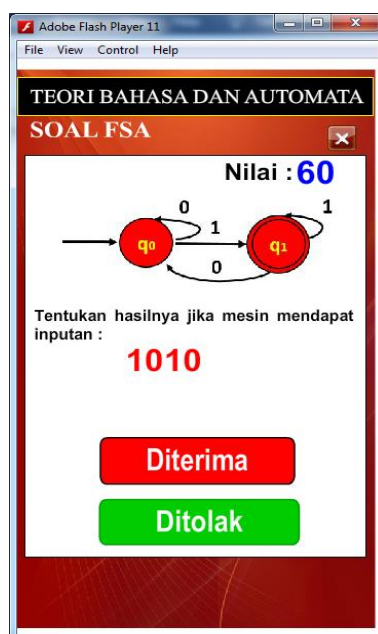 Adobe Flash Player 11
File View Control Help
TEORI BAHASA DAN AUTOMATA
SOAL FSA
Nilai : 60
0
1
1
q0
q1
0
Tentukan hasilnya jika mesin mendapat
inputan :
1010
Diterima
Ditolak